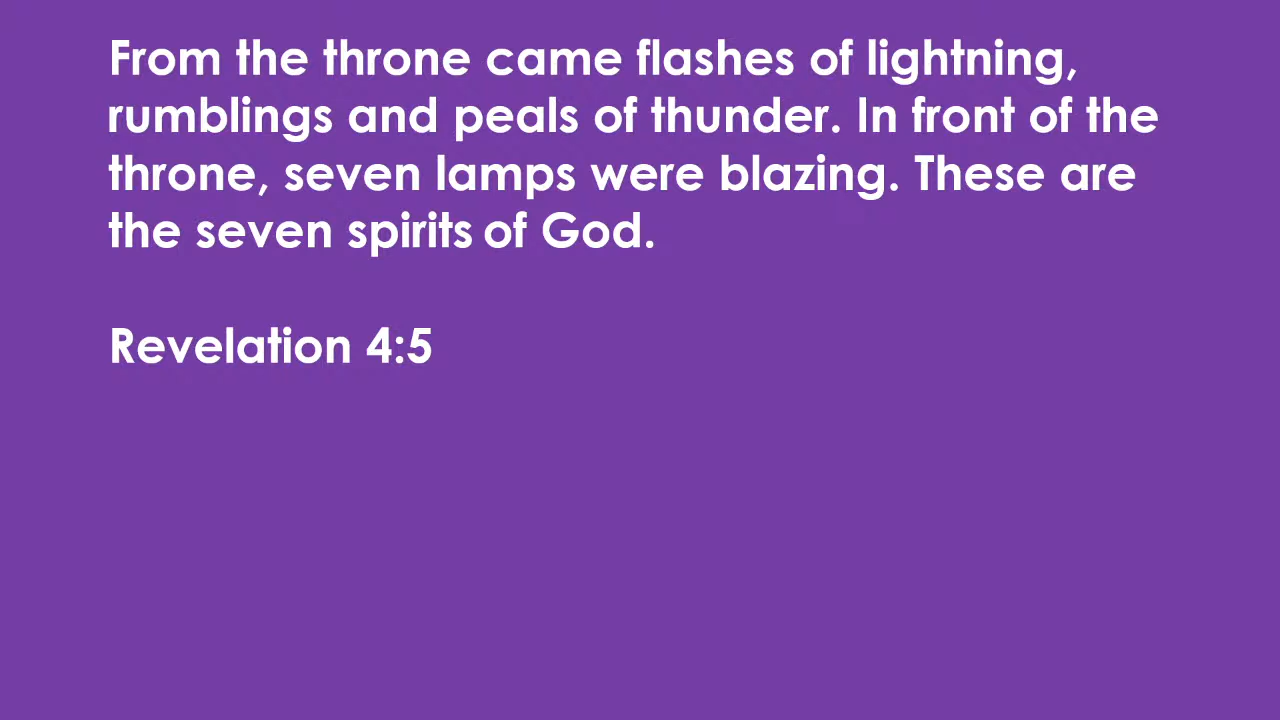 From the throne came flashes of lightning,
rumblings and peals of thunder. In front of the
throne, seven lamps were blazing. These are
the seven spirits of God.
Revelation 4:5